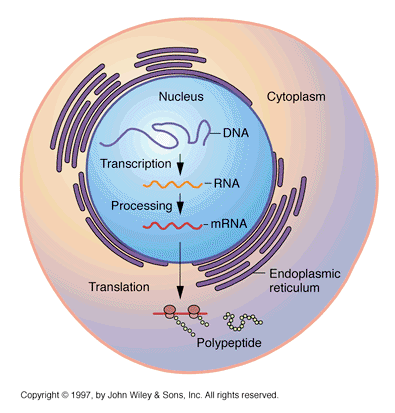 Nucleus
Cytoplasm
DNA
Transcription
RNA
Processing
mRNA
Endoplasmic
reticulum
Translation
Polypeptide
Copyright © 1997, by John Wiley & Sons, Inc. All rights reserved.